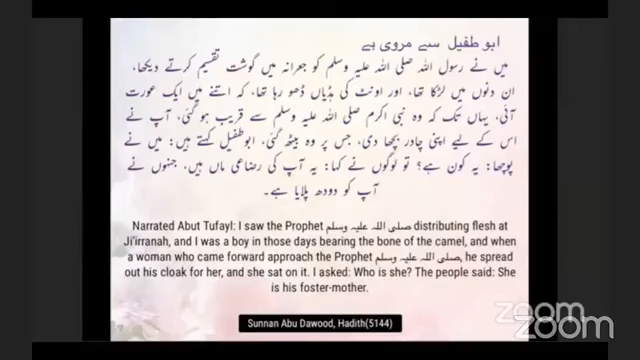 ابو طفیل سے مروی ہے
میں نے رسول اللہ صلی اللہ علیہ وسلم کو جعرانہ میں گوشت تقسیم کرتے دیکھا،
ان دنوں میں لڑکا تھا، اور اونٹ کی ہڈیاں ڈھو رہا تھا، کہ اتنے میں ایک عورت
آئی، یہاں تک کہ وہ نبی اکرم صلی اللہ علیہ وسلم سے قریب ہو گئی، آپ نے
اس کے لیے اپنی چادر بچھا دی، جس پر وہ بیٹھ گئی، ابوطفیل کہتے ہیں: میں نے
پوچھا: یہ کون ہے؟ تو لوگوں نے کہا: یہ آپ کی رضاعی ماں ہیں، جنہوں نے
آپ کو دودھ پلایا ہے۔
Narrated Abut Tufayl: I saw the Prophet صلی اللہ علیہ وسلم distributing flesh at
Ji'irranah, and I was a boy in those days bearing the bone of the camel, and when
a woman who came forward approach the Prophet صلی اللہ علیہ وسلم, he spread
out his cloak for her, and she sat on it. I asked: Who is she? The people said: She
is his foster-mother.
Sunnan Abu Dawood, Hadith(5144)
zoom
zoom